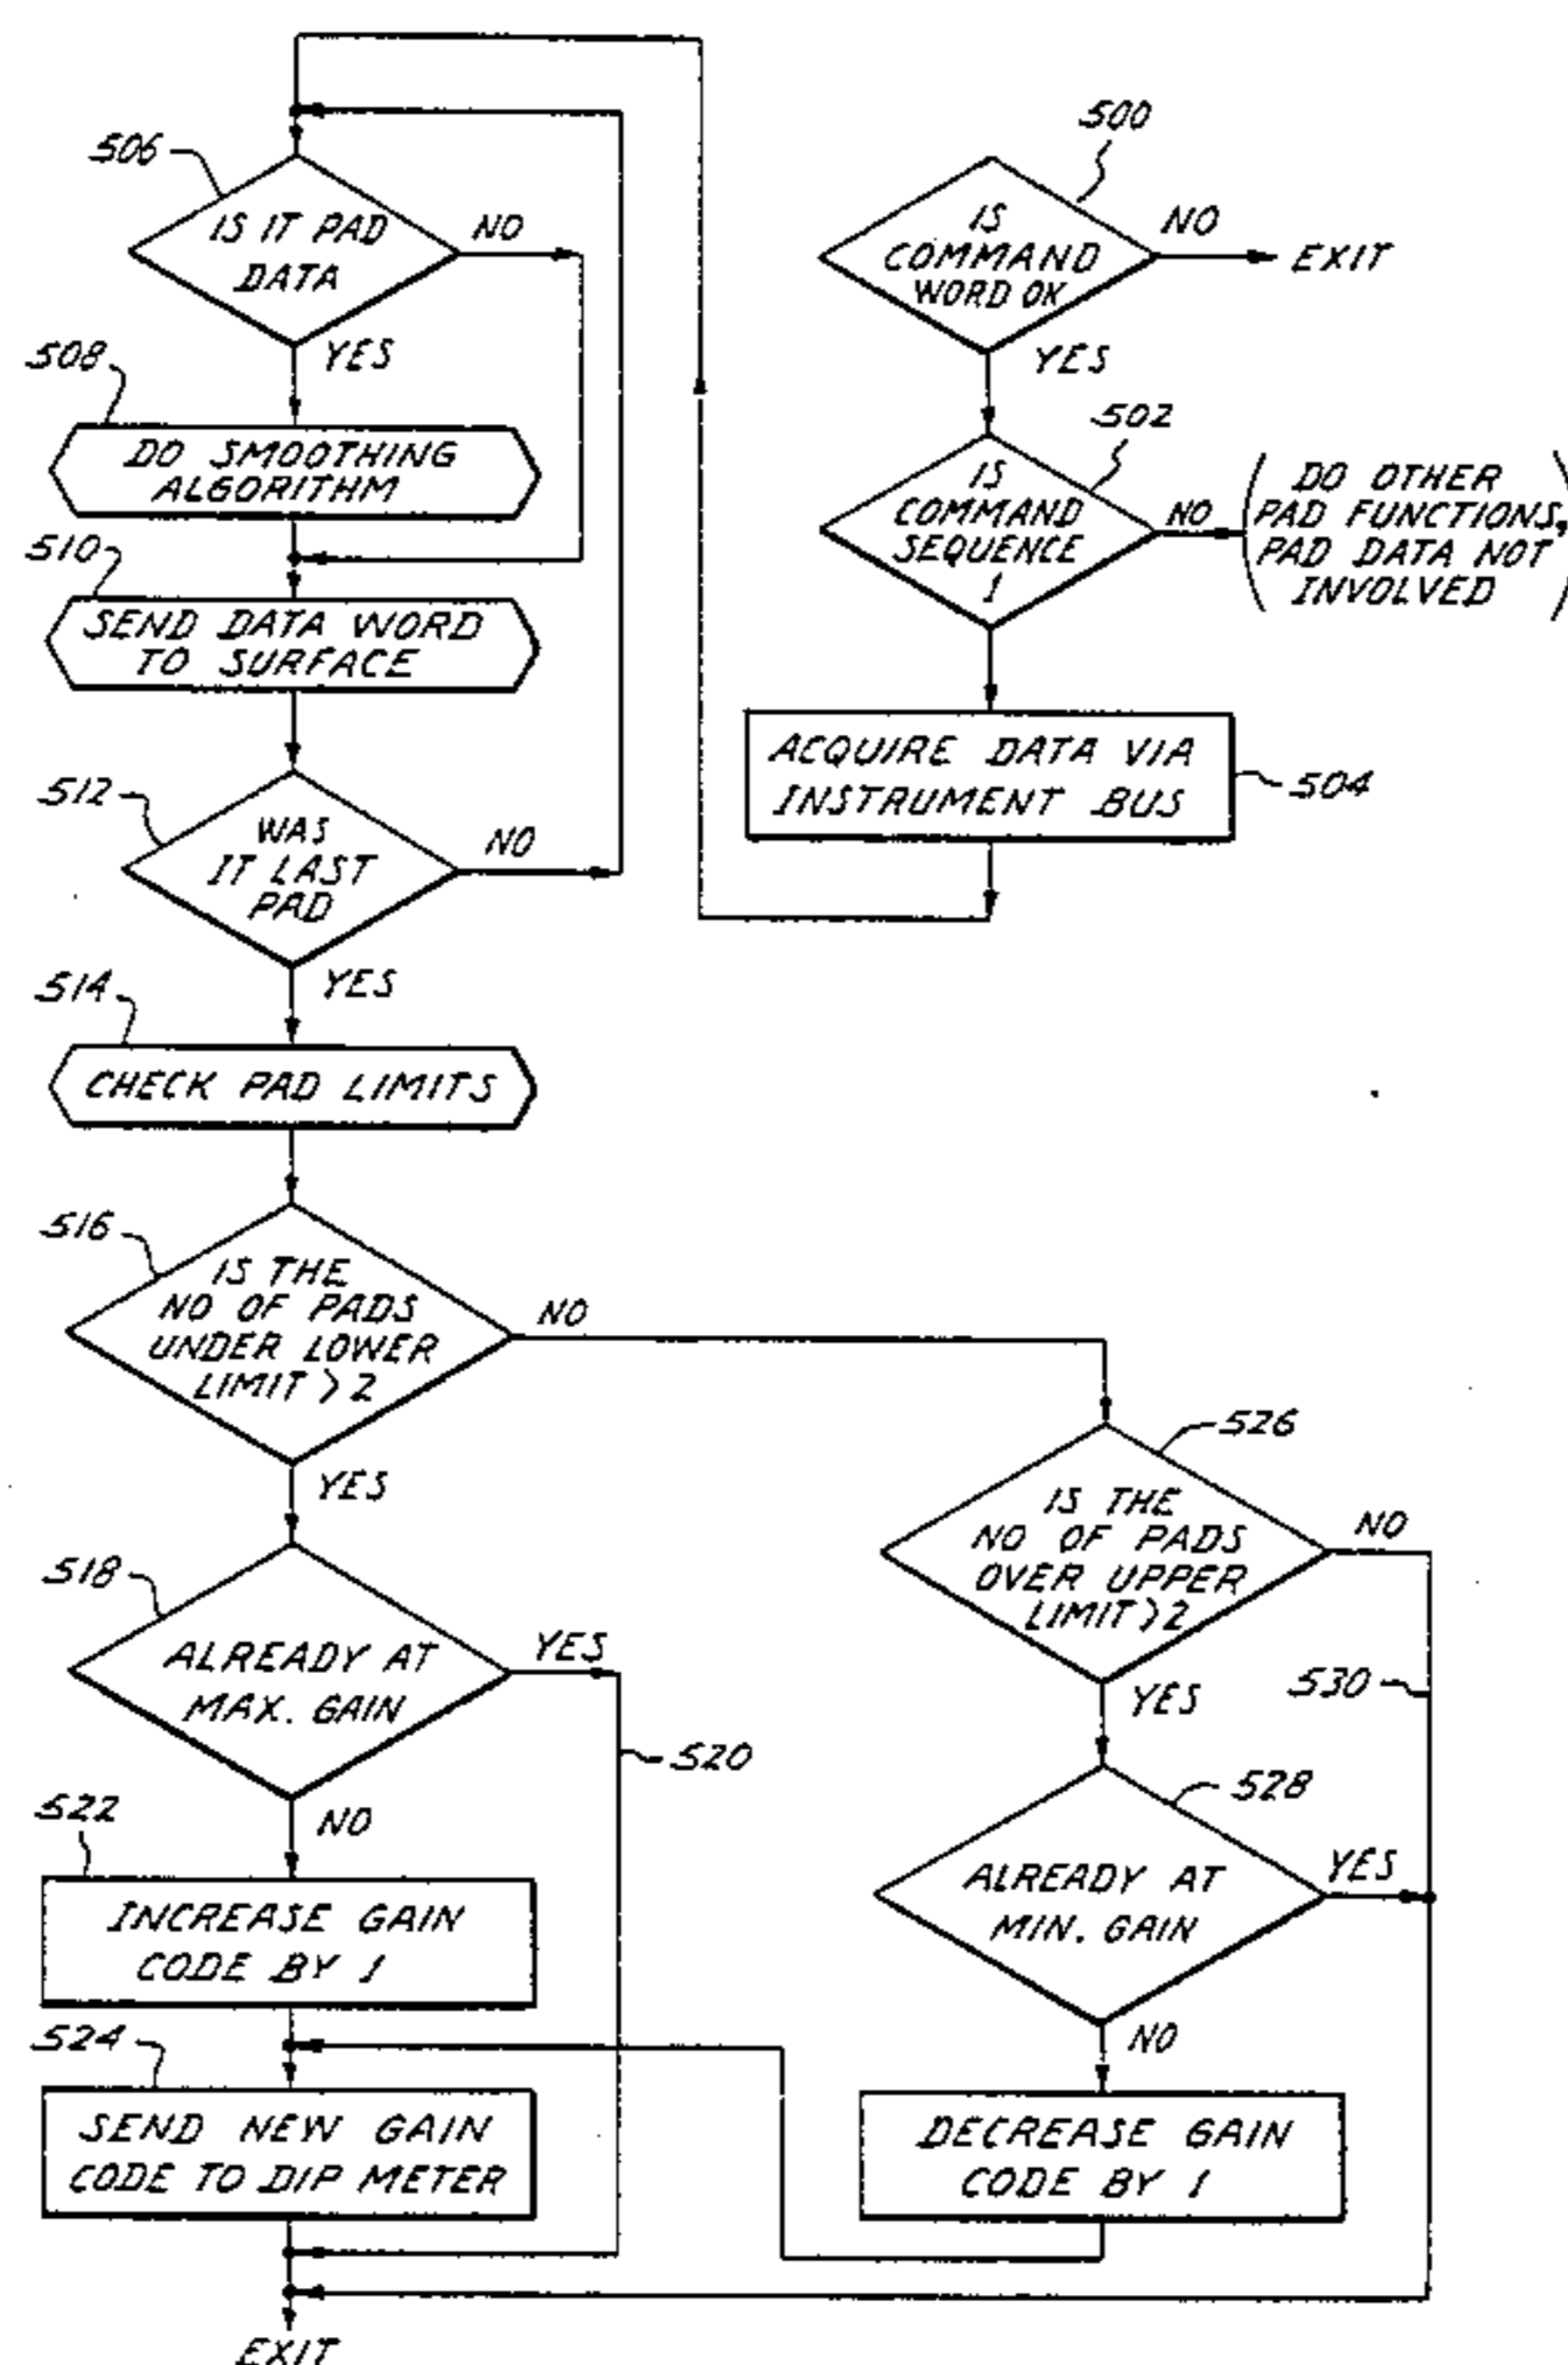 500
IS
COMMAND
WORD OK
NO
EXIT
YES
502
IS
COMMAND
SEQUENCE
1
NO
( DO OTHER
PAD FUNCTIONS,
PAD DATA NOT
INVOLVED )
ACQUIRE DATA VIA
INSTRUMENT BUS
504
506
IS IT PAD
DATA
NO
YES
508
DO SMOOTHING
ALGORITHM
510
SEND DATA WORD
TO SURFACE
512
WAS
IT LAST
PAD
NO
YES
514
CHECK PAD LIMITS
516
IS THE
NO OF PADS
UNDER LOWER
LIMIT > 2
NO
YES
518
ALREADY AT
MAX. GAIN
YES
520
NO
522
INCREASE GAIN
CODE BY 1
524
SEND NEW GAIN
CODE TO DIP METER
EXIT
526
IS THE
NO OF PADS
OVER UPPER
LIMIT > 2
NO
530
YES
528
ALREADY AT
MIN. GAIN
YES
NO
DECREASE GAIN
CODE BY 1